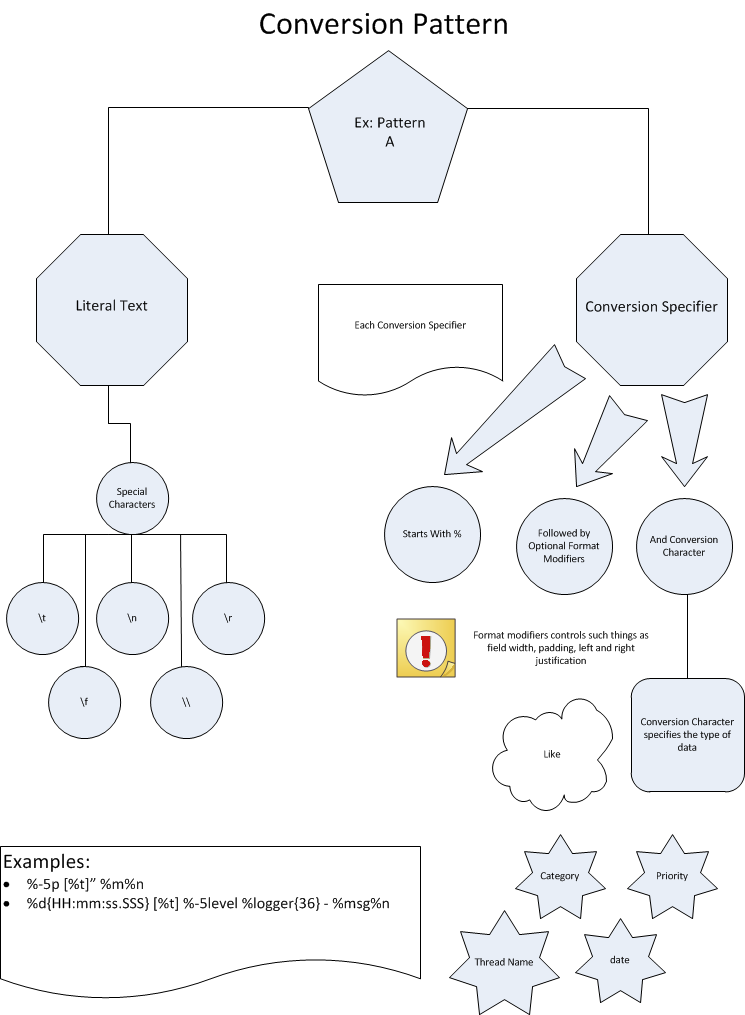 Conversion Pattern
Ex: Pattern
A
Literal Text
Conversion Specifier
Each Conversion Specifier
Special
Characters
Starts With %
Followed by
Optional Format
Modifiers
And Conversion
Character
\t
\n
\r
\f
\\
Format modifiers controls such things as
field width, padding, left and right
justification
Conversion Character
specifies the type of
data
Like
Category
Priority
Thread Name
date
Examples:
• %-5p [%t]” %m%n
• %d{HH:mm:ss.SSS} [%t] %-5level %logger{36} - %msg%n